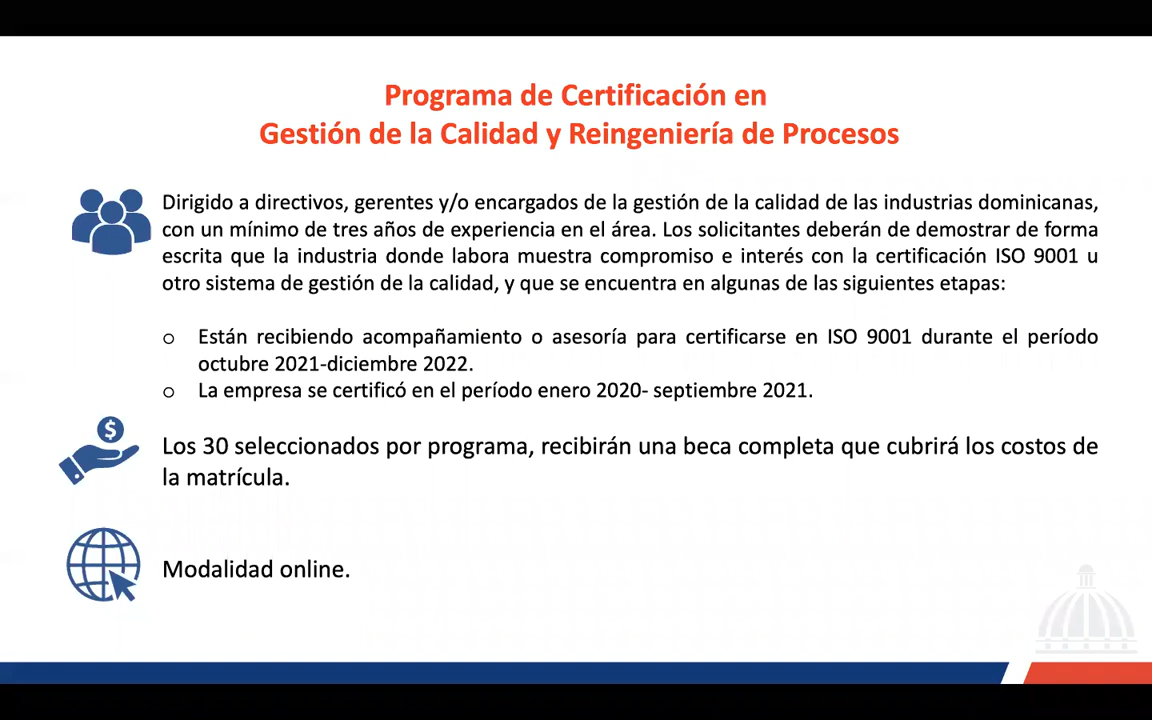 Programa de Certificación en
Gestión de la Calidad y Reingeniería de Procesos
Dirigido a directivos, gerentes y/o encargados de la gestión de la calidad de las industrias dominicanas,
con un mínimo de tres años de experiencia en el área. Los solicitantes deberán de demostrar de forma
escrita que la industria donde labora muestra compromiso e interés con la certificación ISO 9001 u
otro sistema de gestión de la calidad, y que se encuentra en algunas de las siguientes etapas:
o Están recibiendo acompañamiento o asesoría para certificarse en ISO 9001 durante el período
octubre 2021-diciembre 2022.
o La empresa se certificó en el período enero 2020- septiembre 2021.
$
Los 30 seleccionados por programa, recibirán una beca completa que cubrirá los costos de
la matrícula.
Modalidad online.